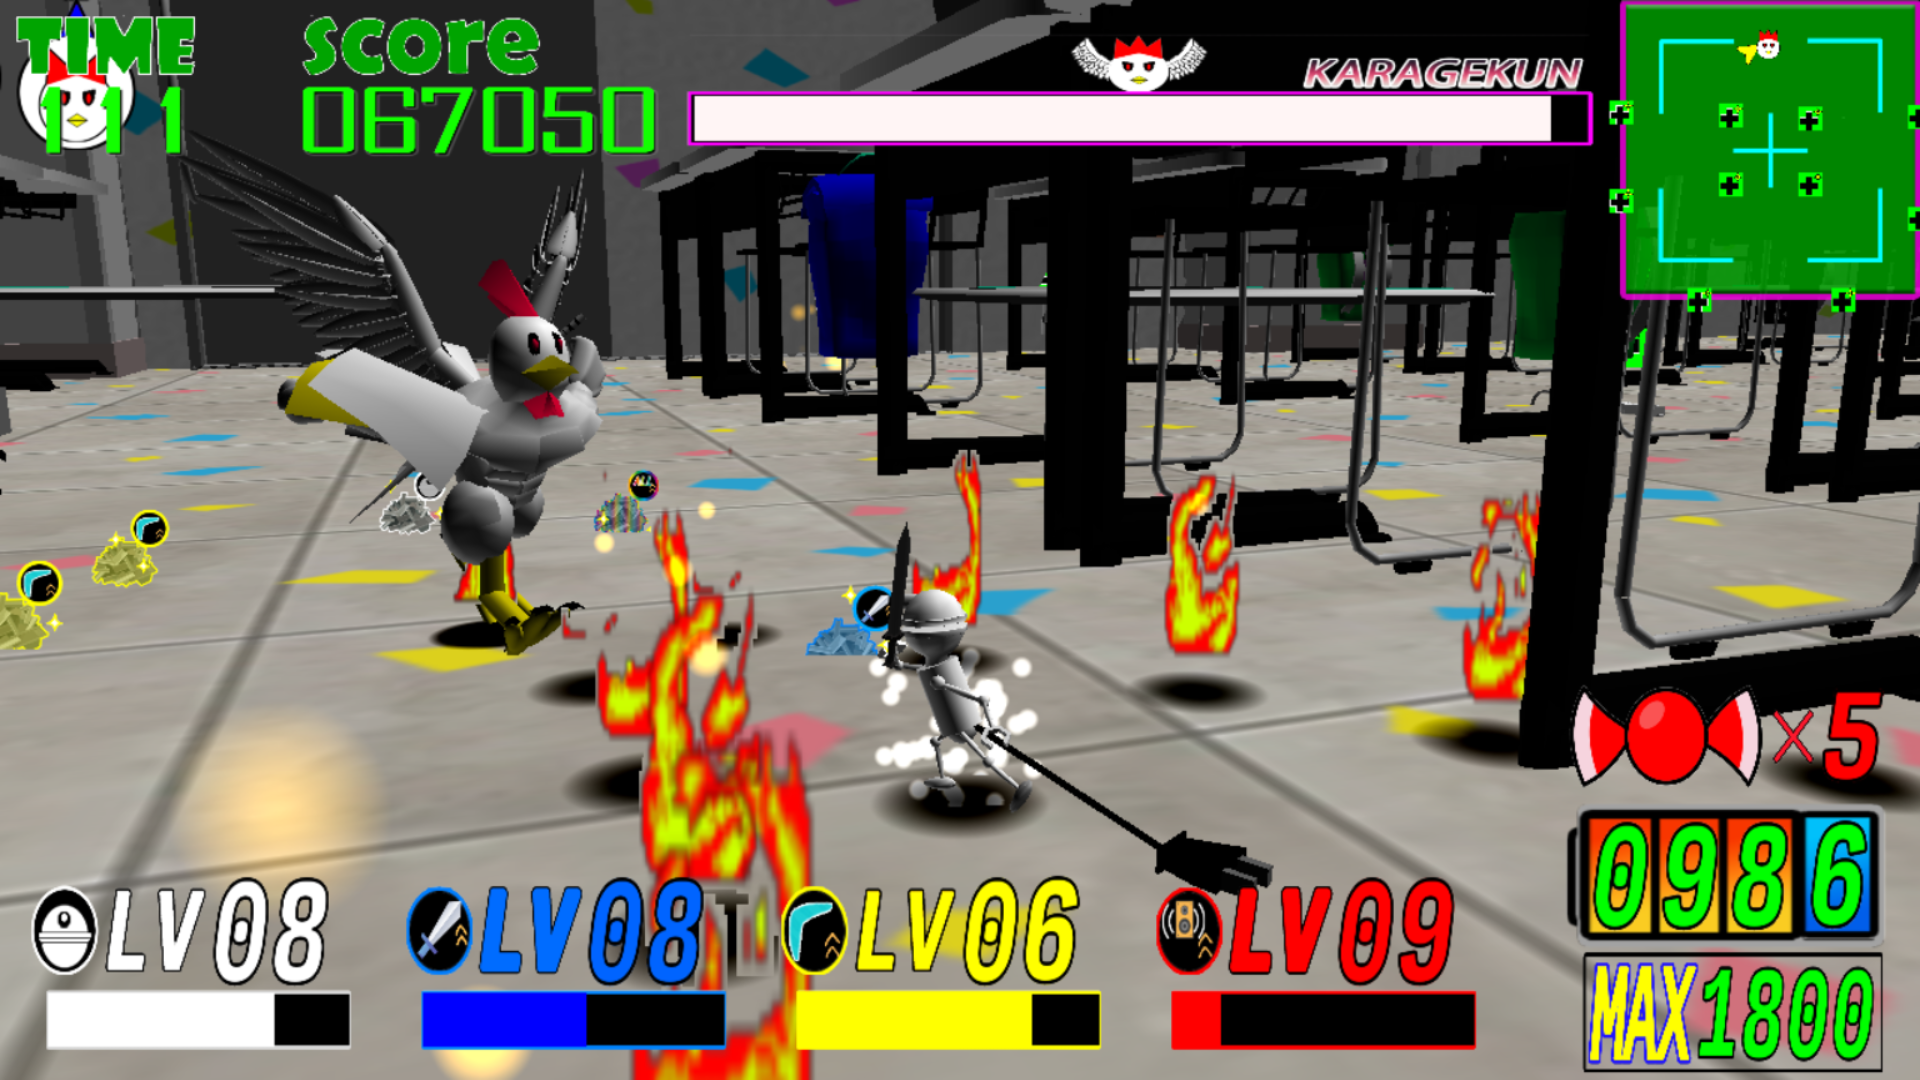 TIME
111
score
067050
KARAGEKUN
×5
0986
MAX1800
LV08
LV08
LV06
LV09